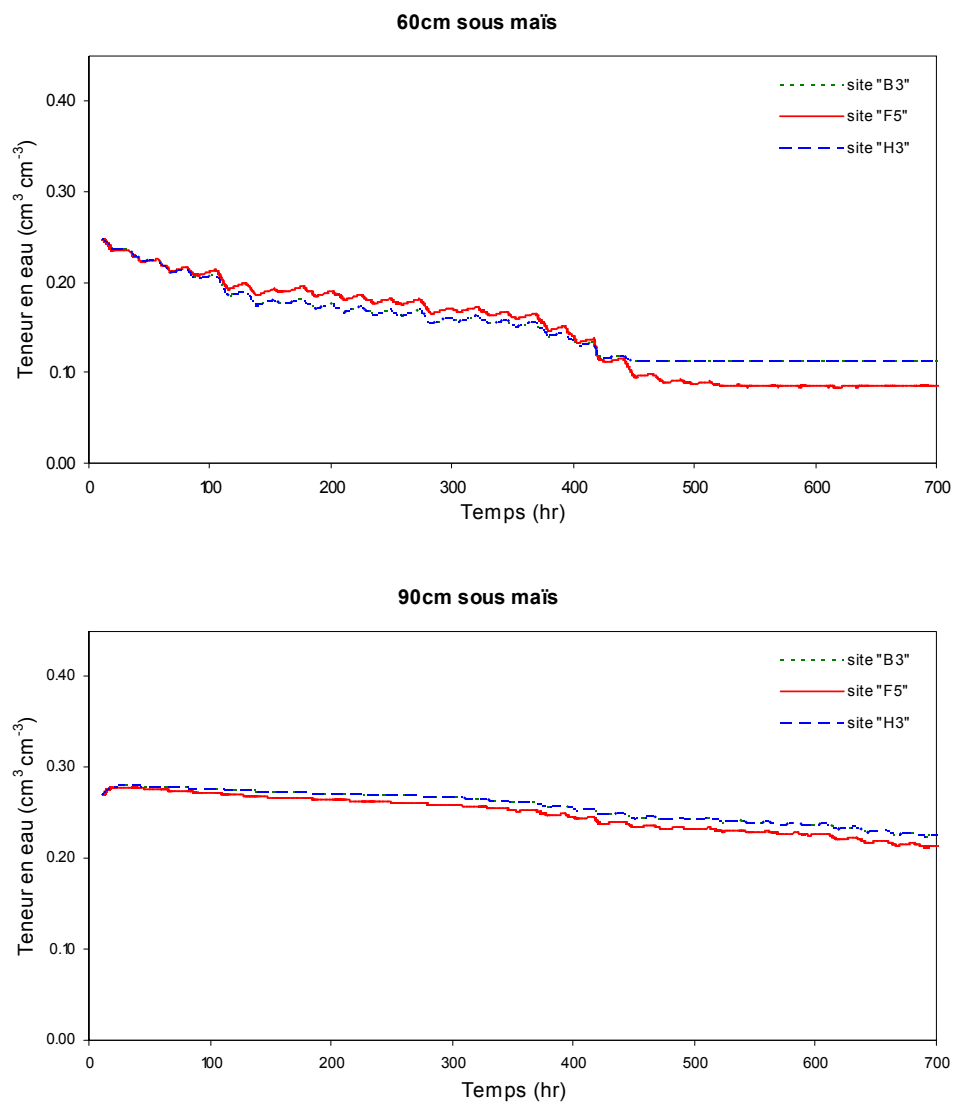 60cm sous maïs
Teneur en eau (cm³ cm⁻³)
0.40
0.30
0.20
0.10
0.00
site "B3"
site "F5"
site "H3"
0 100 200 300 400 500 600 700
Temps (hr)
90cm sous maïs
Teneur en eau (cm³ cm⁻³)
0.40
0.30
0.20
0.10
0.00
site "B3"
site "F5"
site "H3"
0 100 200 300 400 500 600 700
Temps (hr)